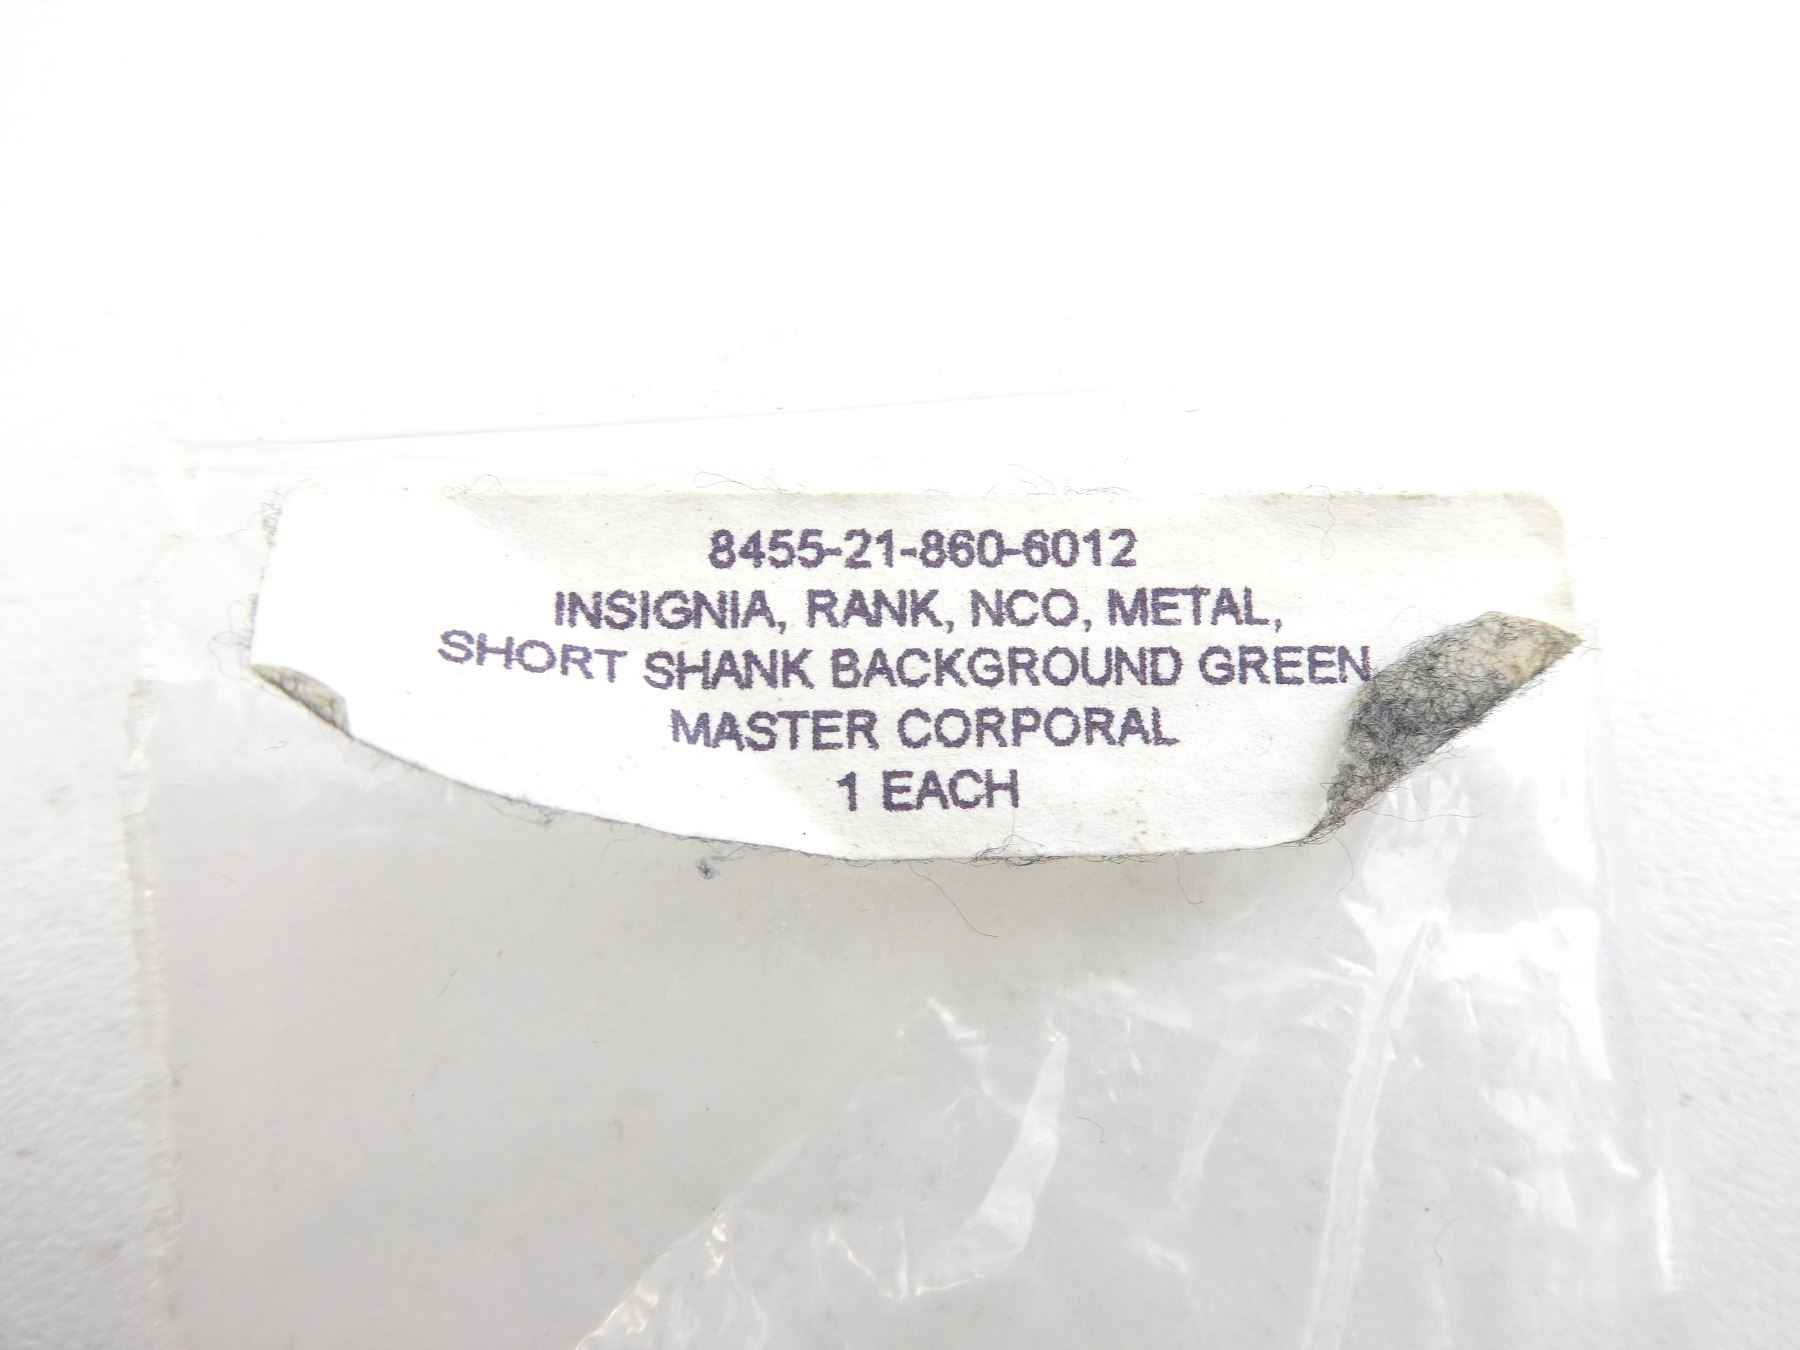 8455-21-860-6012
INSIGNIA, RANK, NCO, METAL,
SHORT SHANK BACKGROUND GREEN
MASTER CORPORAL
1 EACH